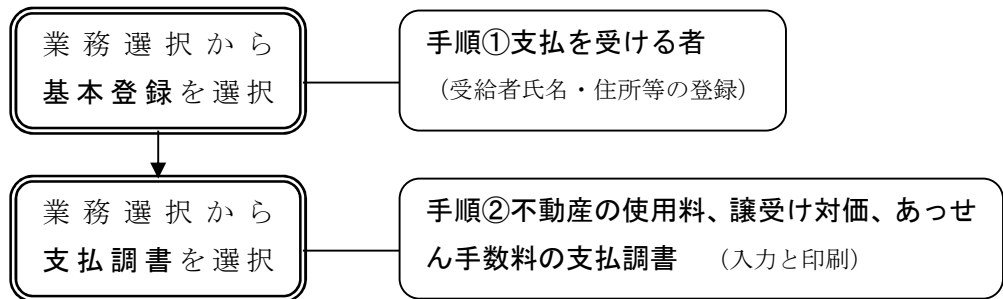 業務選択から
基本登録を選択
手順①支払を受ける者
（受給者氏名・住所等の登録）
業務選択から
支払調書を選択
手順②不動産の使用料、譲受け対価、あっせ
ん手数料の支払調書　（入力と印刷）